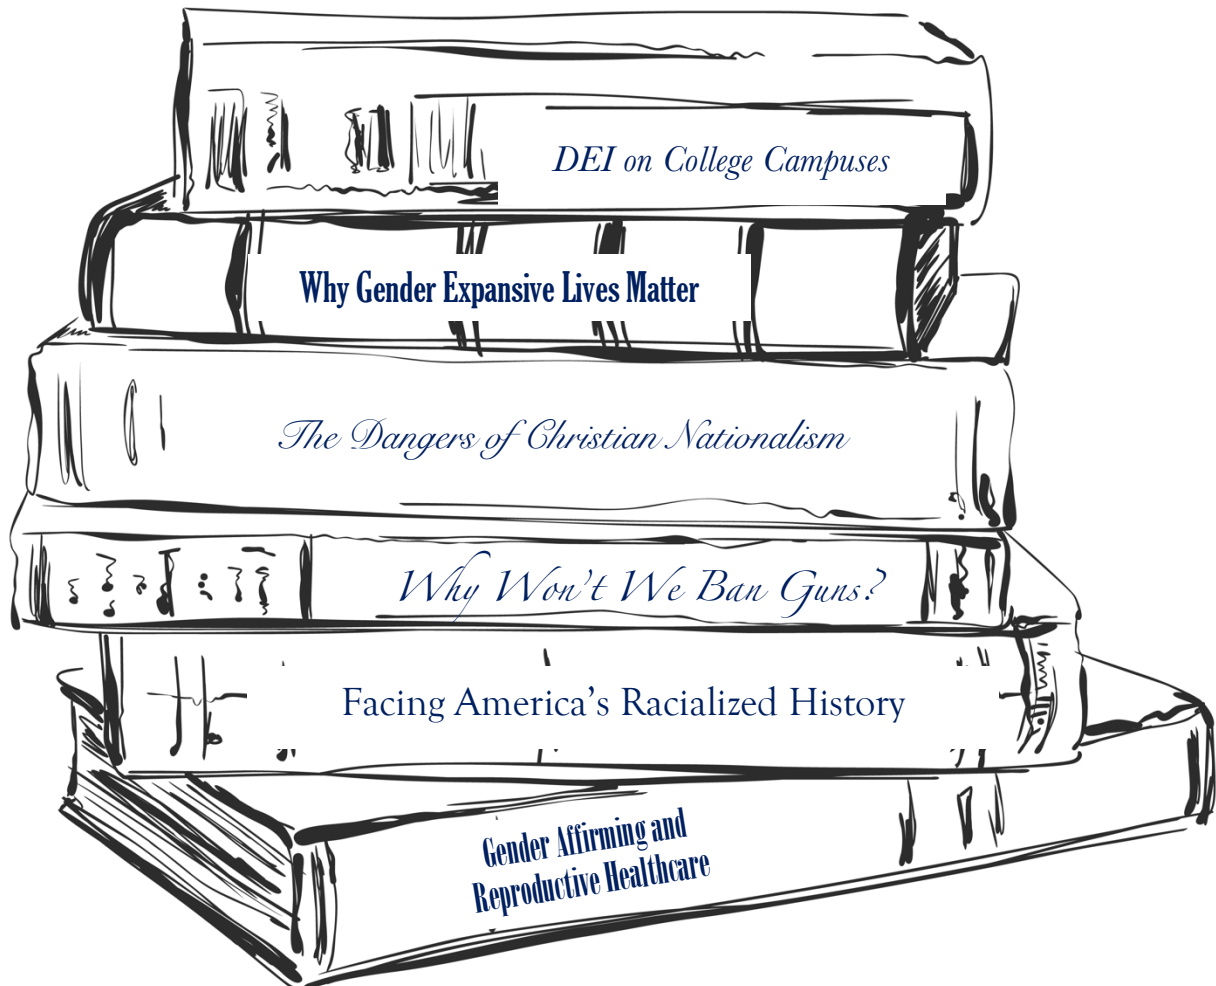 DEI on College Campuses
Why Gender Expansive Lives Matter
The Dangers of Christian Nationalism
Why Won't We Ban Guns?
Facing America's Racialized History
Gender Affirming and
Reproductive Healthcare